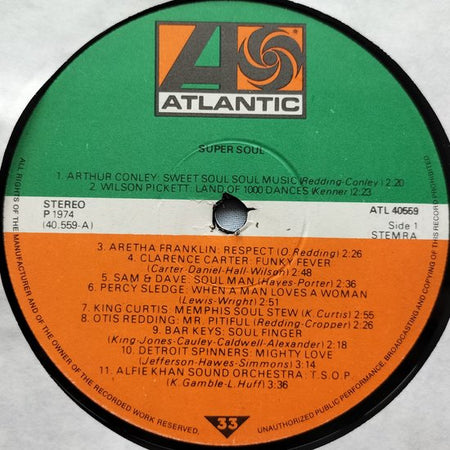 ATLANTIC
SUPER SOUL
1. ARTHUR CONLEY: SWEET SOUL SOUL MUSIC (Redding-Conley) 2:20
2. WILSON PICKETT: LAND OF 1000 DANCES (Kenner) 2:23
STEREO
P 1974
(40.559-A)
ATL 40559
Side 1
STEMRA
3. ARETHA FRANKLIN: RESPECT (O. Redding) 2:26
4. CLARENCE CARTER: FUNKY FEVER
(Carter-Daniel-Hall-Wilson) 2:48
5. SAM & DAVE: SOUL MAN (Hayes-Porter) 2:36
6. PERCY SLEDGE: WHEN A MAN LOVES A WOMAN
(Lewis-Wright) 2:51
7. KING CURTIS: MEMPHIS SOUL STEW (K. Curtis) 2:55
8. OTIS REDDING: MR. PITIFUL (Redding-Cropper) 2:26
9. BAR KEYS: SOUL FINGER
(King-Jones-Cauley-Caldwell-Alexander) 2:18
10. DETROIT SPINNERS: MIGHTY LOVE
(Jefferson-Hawes-Simmons) 3:14
11. ALFIE KHAN SOUND ORCHESTRA: T.S.O.P.
(K. Gamble-L. Huff) 3:36
33
ALL RIGHTS OF THE MANUFACTURER AND OF THE OWNER OF THE RECORDED WORK RESERVED.
UNAUTHORIZED PUBLIC PERFORMANCE, BROADCASTING AND COPYING OF THIS RECORD PROHIBITED.